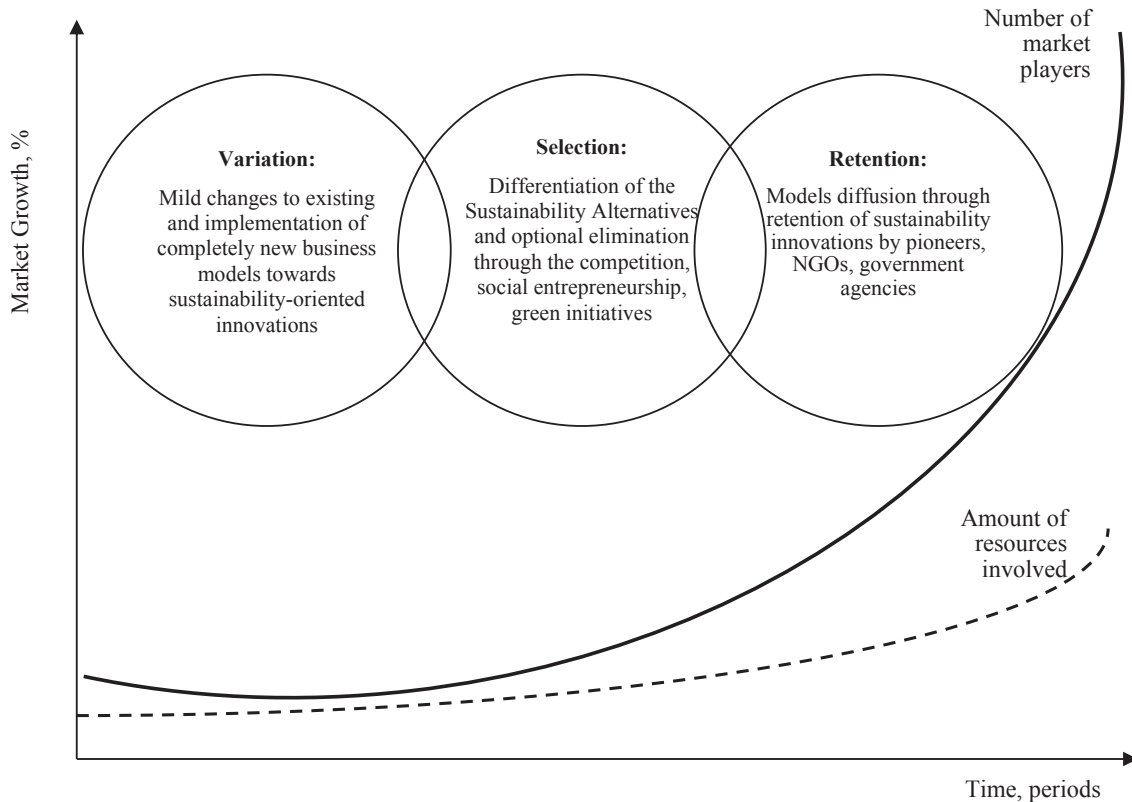 Number of
market
players
Market Growth, %
Variation:
Mild changes to existing
and implementation of
completely new business
models towards
sustainability-oriented
innovations
Selection:
Differentiation of the
Sustainability Alternatives
and optional elimination
through the competition,
social entrepreneurship,
green initiatives
Retention:
Models diffusion through
retention of sustainability
innovations by pioneers,
NGOs, government
agencies
Amount of
resources
involved
Time, periods